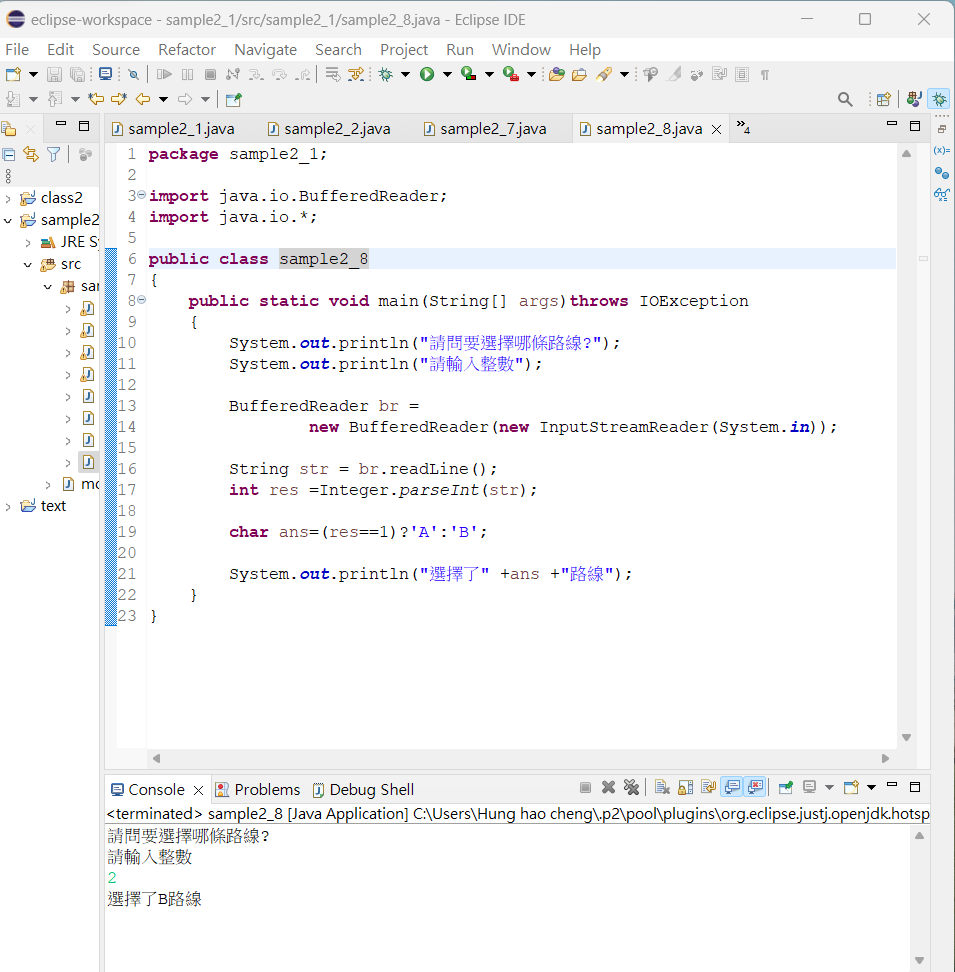 eclipse-workspace - sample2_1/src/sample2_1/sample2_8.java - Eclipse IDE
File Edit Source Refactor Navigate Search Project Run Window Help
sample2_1.java sample2_2.java sample2_7.java sample2_8.java »4
class2
sample2
JRE S
src
sar
mo
text
1 package sample2_1;
2
3 import java.io.BufferedReader;
4 import java.io.*;
5
6 public class sample2_8
7 {
8 public static void main(String[] args)throws IOException
9 {
10 System.out.println("請問要選擇哪條路線?");
11 System.out.println("請輸入整數");
12
13 BufferedReader br =
14 new BufferedReader(new InputStreamReader(System.in));
15
16 String str = br.readLine();
17 int res =Integer.parseInt(str);
18
19 char ans=(res==1)?'A':'B';
20
21 System.out.println("選擇了" +ans +"路線");
22 }
23 }
Console Problems Debug Shell
<terminated> sample2_8 [Java Application] C:\Users\Hung hao cheng\.p2\pool\plugins\org.eclipse.justj.openjdk.hotsp
請問要選擇哪條路線?
請輸入整數
2
選擇了B路線